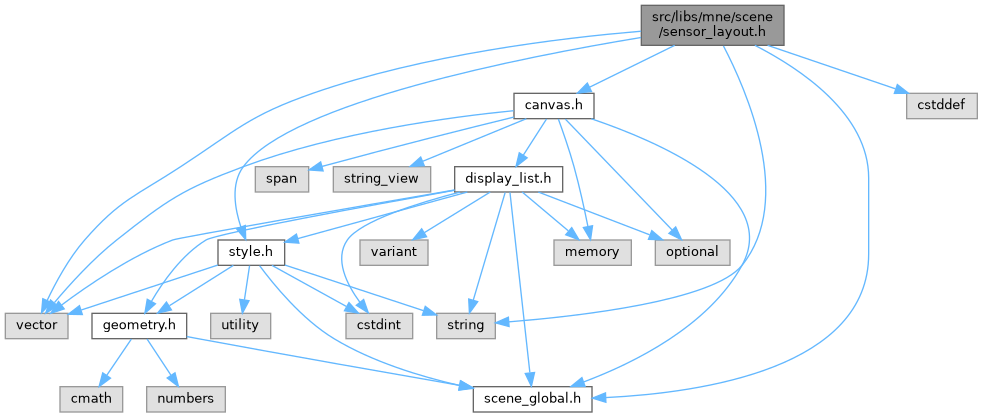 src/libs/mne/scene
/sensor_layout.h
canvas.h
cstddef
span
string_view
display_list.h
style.h
variant
memory
optional
vector
geometry.h
utility
cstdint
string
cmath
numbers
scene_global.h